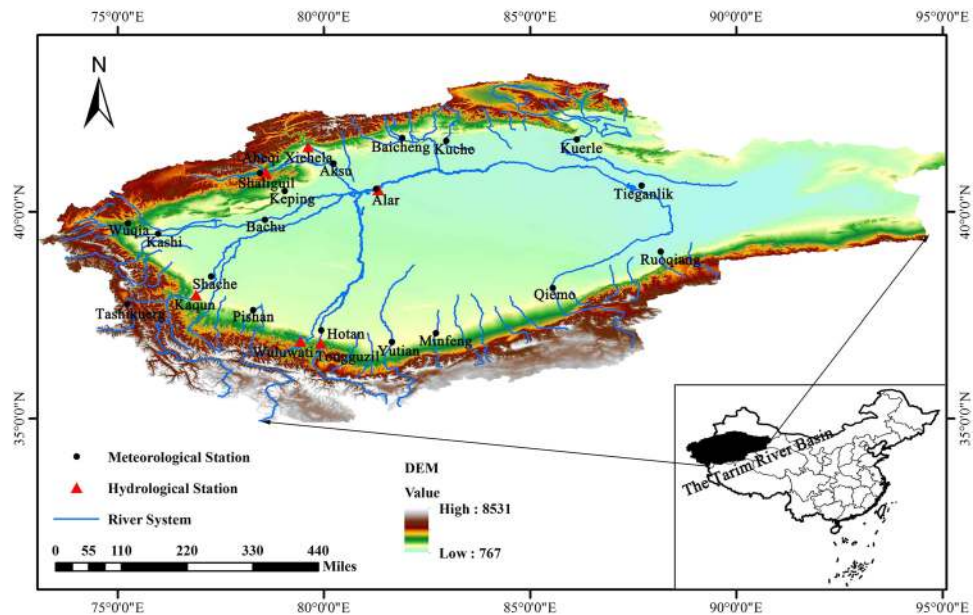 75°0'0"E 80°0'0"E 85°0'0"E 90°0'0"E 95°0'0"E
N
Baicheng
Kuche
Kuerle
Aheqi Xiehela
Aksu
Shaliguil
Keping
Alar
Tieganlik
40°0'0"N 40°0'0"N
Wuqia
Bachu
Kashi
Ruoqiang
Shache
Qiemo
Kaqun
Tashikuerg
Pishan
Hotan
Minfeng
Wuluwati
Tongguzil
Yutian
35°0'0"N 35°0'0"N
Meteorological Station
Hydrological Station
River System
0 55 110 220 330 440
Miles
DEM
Value
High : 8531
Low : 767
The Tarim River Basin
75°0'0"E 80°0'0"E 85°0'0"E 90°0'0"E 95°0'0"E